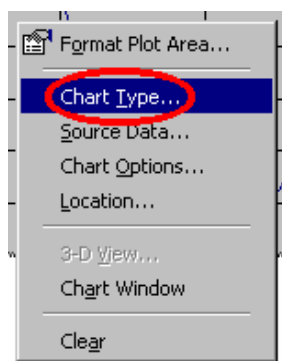 Format Plot Area...
Chart Type...
Source Data...
Chart Options...
Location...
3-D View...
Chart Window
Clear